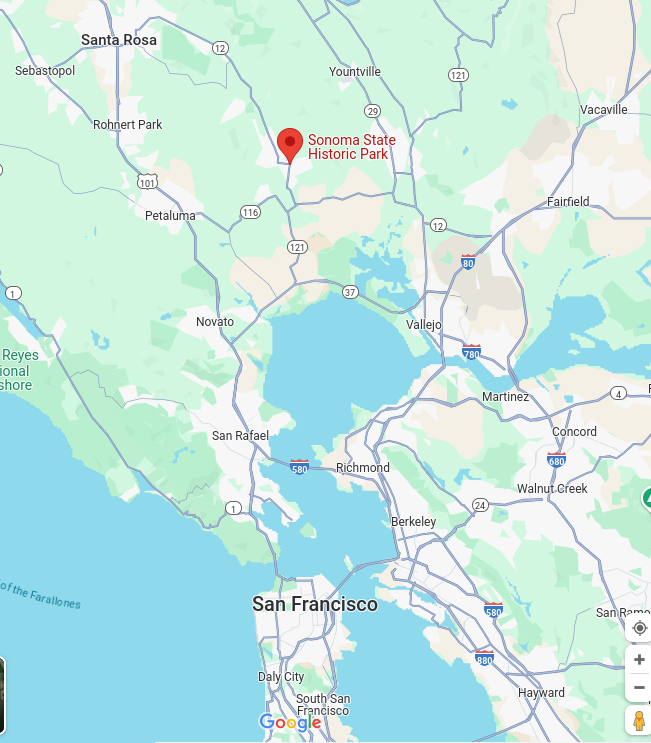 Santa Rosa
12
Sebastopol
Yountville
121
29
Vacaville
Rohnert Park
Sonoma State
Historic Park
101
116
Petaluma
Fairfield
12
121
80
37
1
Novato
Vallejo
780
Reyes
ional
shore
Martinez
4
San Rafael
Concord
580
Richmond
680
Walnut Creek
24
1
Berkeley
of the Farallones
San Francisco
580
San Ramo
880
Daly City
Hayward
South San
Francisco
Google